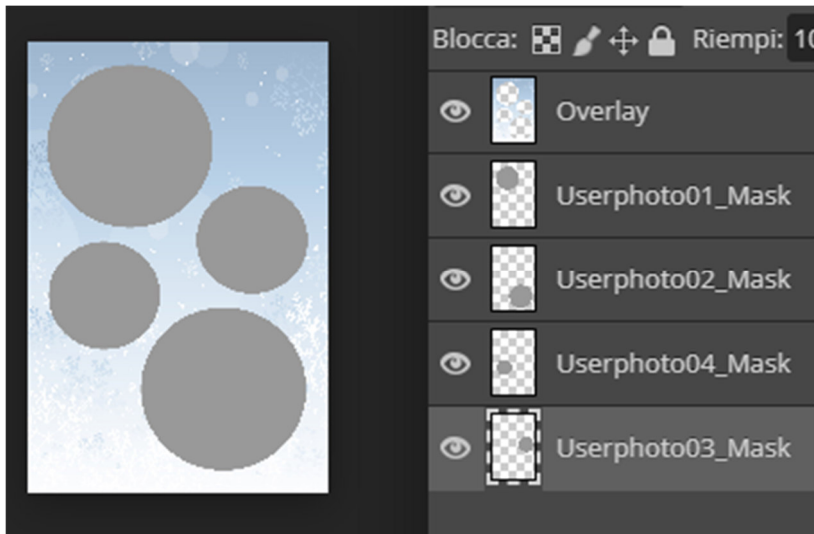 Blocca: Riempi: 10
Overlay
Userphoto01_Mask
Userphoto02_Mask
Userphoto04_Mask
Userphoto03_Mask